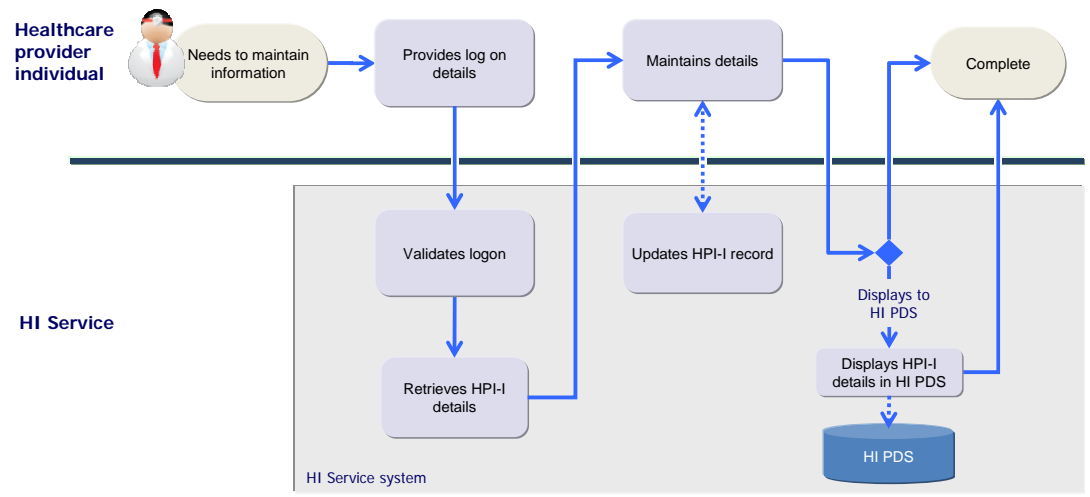 Healthcare
provider
individual
Needs to maintain
information
Provides log on
details
Maintains details
Complete
HI Service
Validates logon
Updates HPI-I record
Retrieves HPI-I
details
Displays to
HI PDS
Displays HPI-I
details in HI PDS
HI PDS
HI Service system